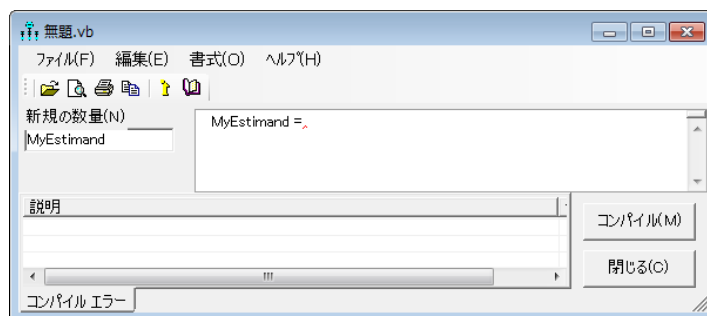 無題.vb
ファイル(F) 編集(E) 書式(O) ヘルプ(H)
新規の数量(N)
MyEstimand
MyEstimand =
説明
コンパイル(M)
閉じる(C)
コンパイル エラー